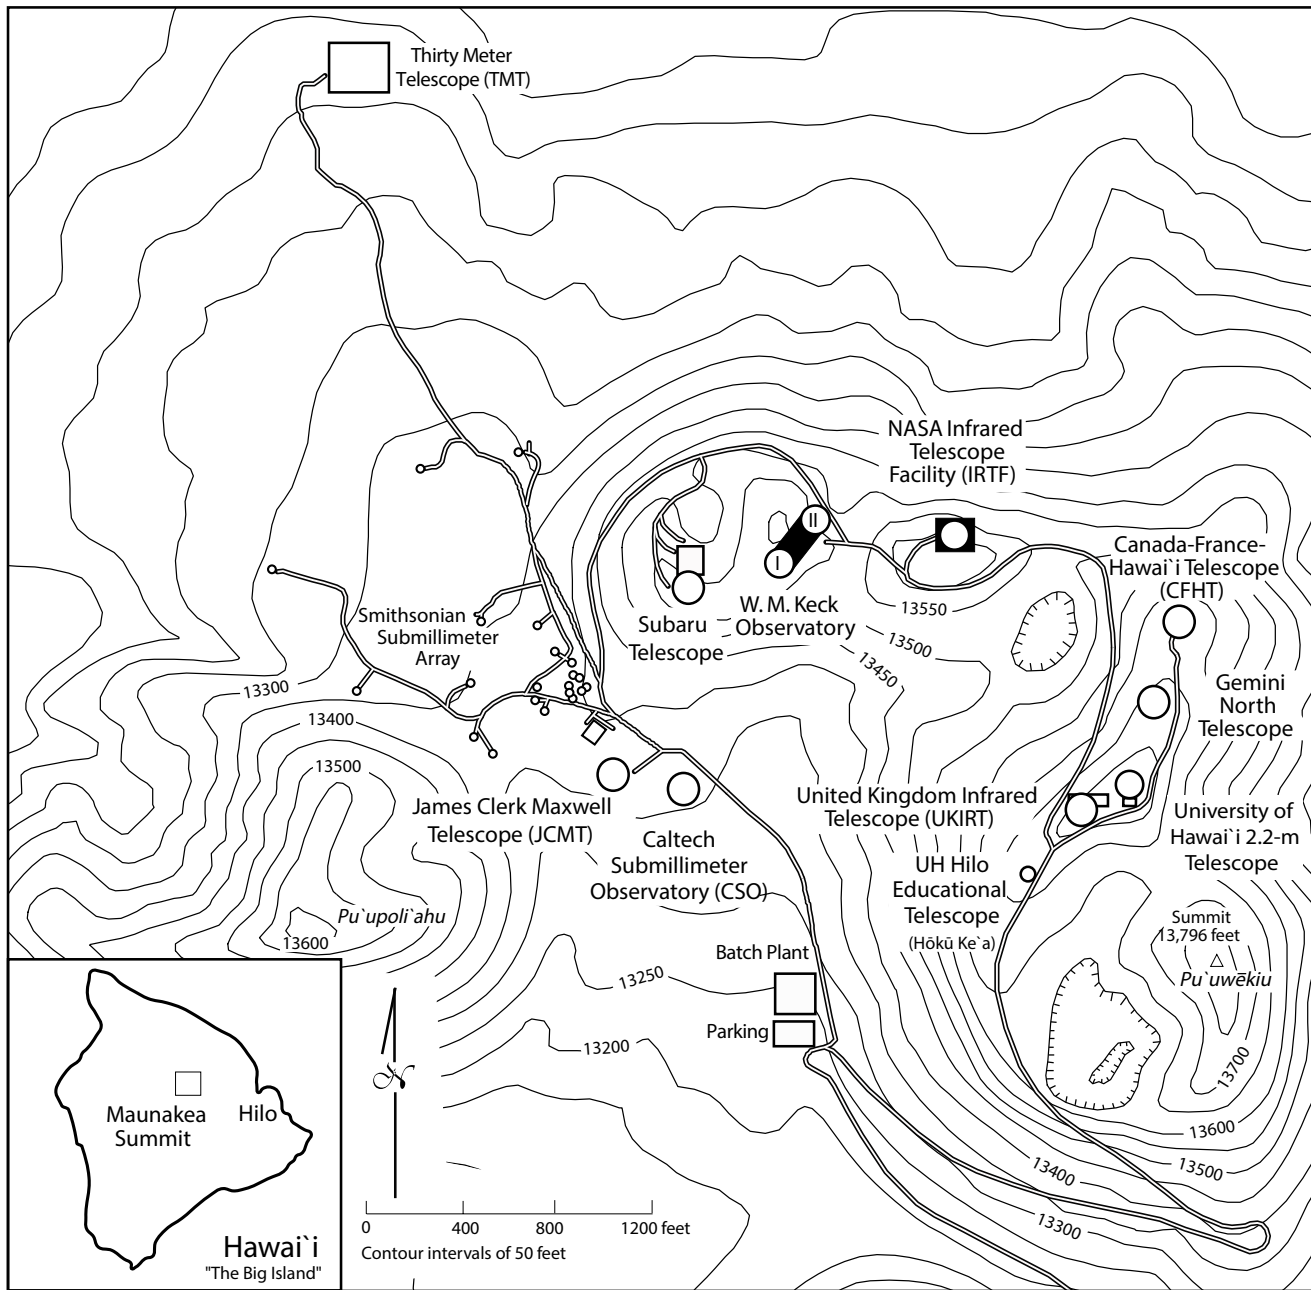 Thirty Meter
Telescope (TMT)
NASA Infrared
Telescope
Facility (IRTF)
II
I
Canada-France-
Hawai`i Telescope
(CFHT)
13550
W. M. Keck
Observatory
Subaru
Telescope
13500
13450
Smithsonian
Submillimeter
Array
13300
13400
13500
Gemini
North
Telescope
James Clerk Maxwell
Telescope (JCMT)
Caltech
Submillimeter
Observatory (CSO)
United Kingdom Infrared
Telescope (UKIRT)
University of
Hawai`i 2.2-m
Telescope
UH Hilo
Educational
Telescope
(Hōkū Ke`a)
Pu`upoli`ahu
13600
Summit
13,796 feet
Pu`uwēkiu
Batch Plant
13250
Parking
13200
13700
13600
13500
13400
13300
N
Maunakea
Summit
Hilo
Hawai`i
"The Big Island"
0 400 800 1200 feet
Contour intervals of 50 feet